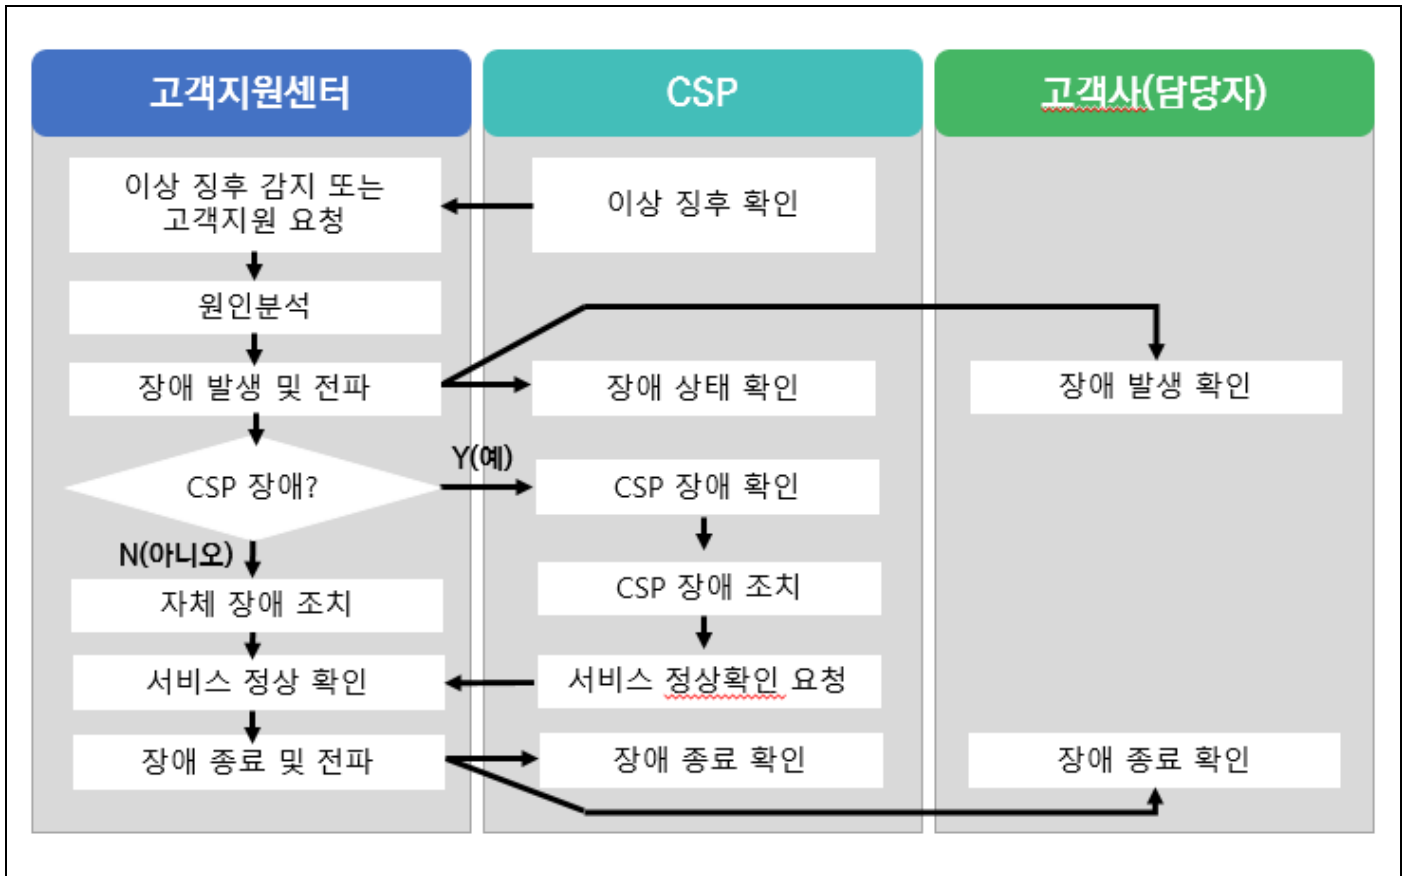 고객지원센터
CSP
고객사(담당자)
이상 징후 감지 또는
고객지원 요청
이상 징후 확인
원인분석
장애 발생 및 전파
장애 상태 확인
장애 발생 확인
CSP 장애?
Y(예)
CSP 장애 확인
N(아니오)
CSP 장애 조치
자체 장애 조치
서비스 정상 확인
서비스 정상확인 요청
장애 종료 및 전파
장애 종료 확인
장애 종료 확인